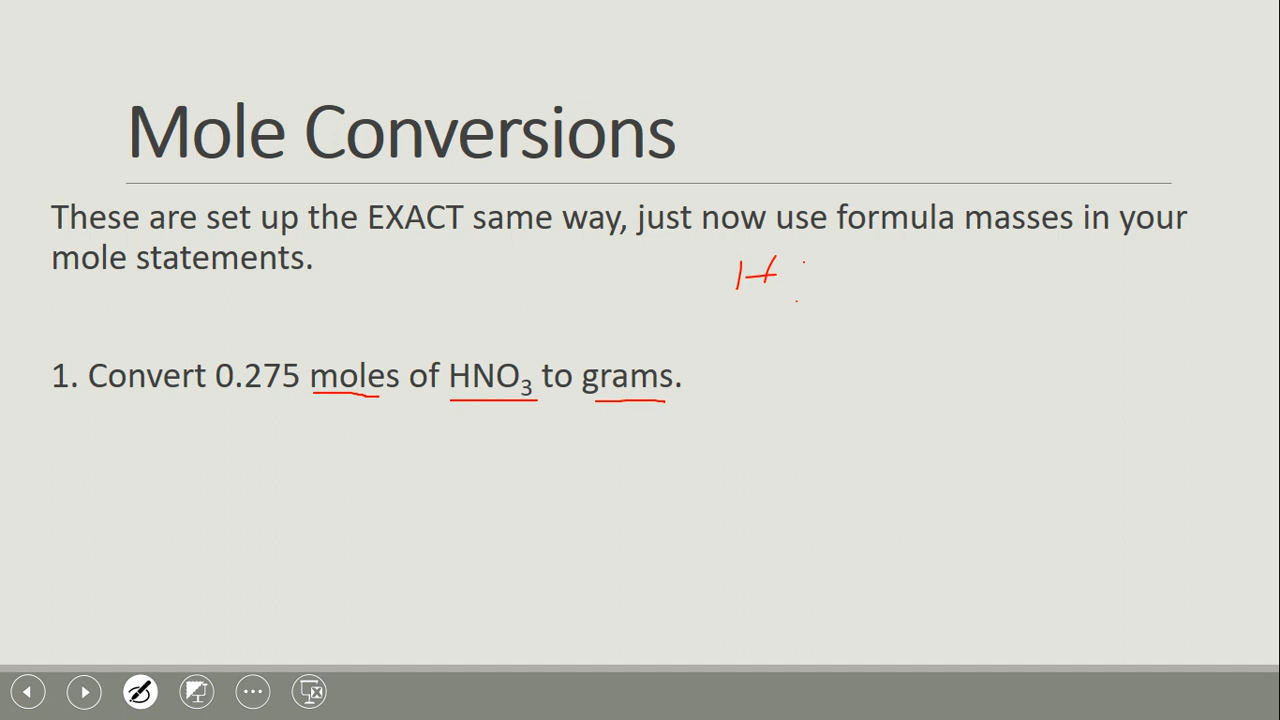 Mole Conversions
These are set up the EXACT same way, just now use formula masses in your
mole statements.
H :
1. Convert 0.275 moles of HNO₃ to grams.